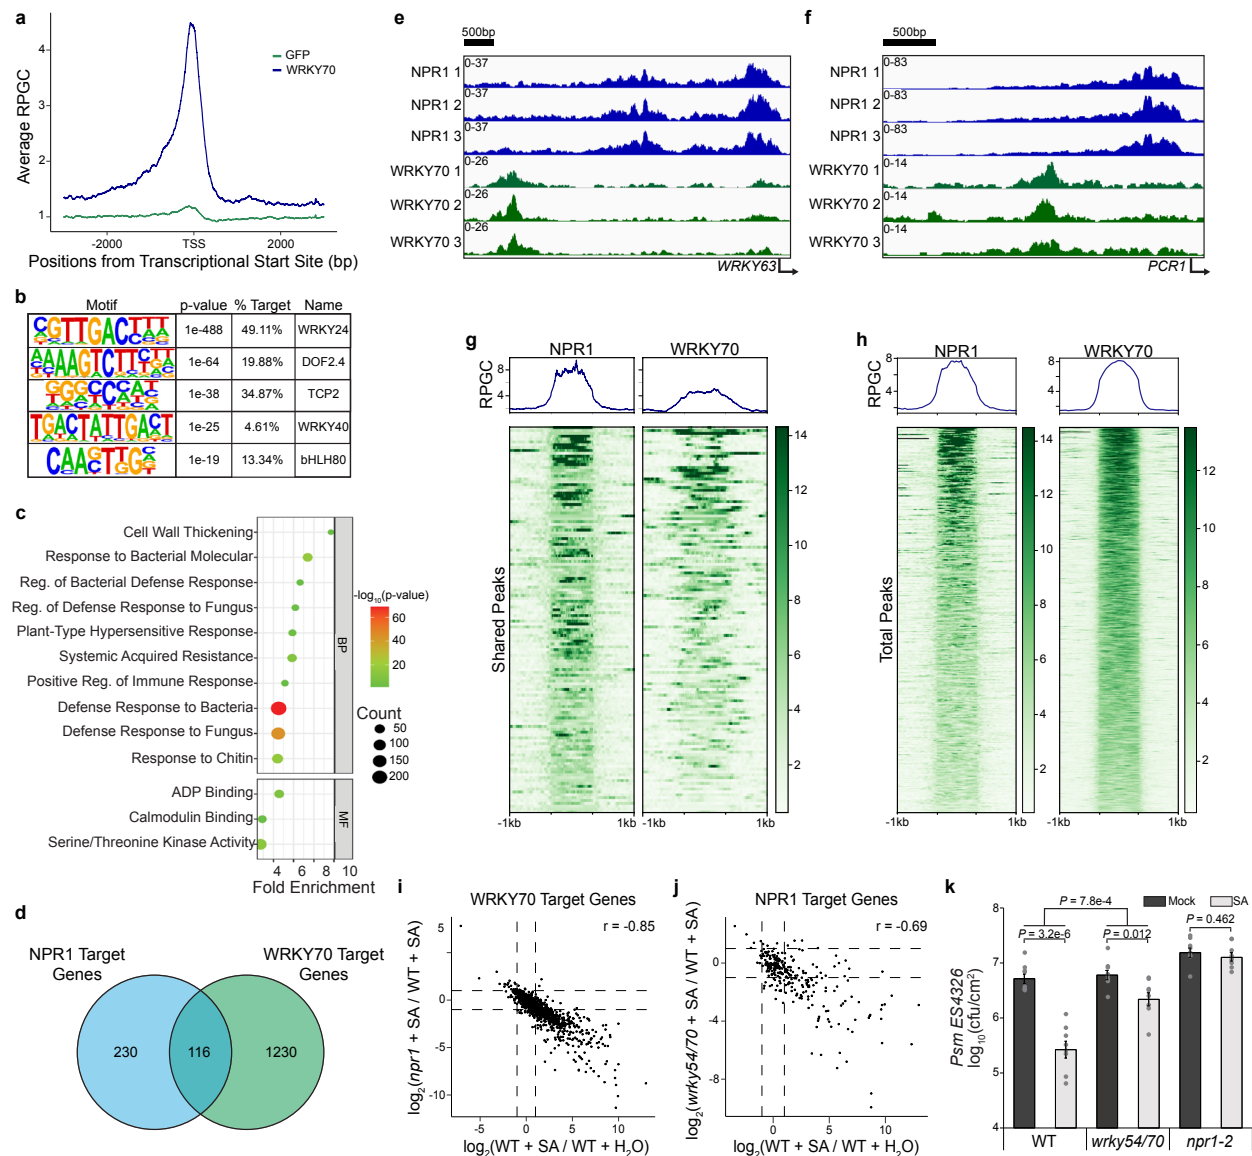 a
Average RPGC
4
3
2
1
GFP
WRKY70
-2000
TSS
2000
Positions from Transcriptional Start Site (bp)
b
Motif
p-value
% Target
Name
1e-488
49.11%
WRKY24
1e-64
19.88%
DOF2.4
1e-38
34.87%
TCP2
1e-25
4.61%
WRKY40
1e-19
13.34%
bHLH80
c
Cell Wall Thickening
Response to Bacterial Molecular
Reg. of Bacterial Defense Response
Reg. of Defense Response to Fungus
Plant-Type Hypersensitive Response
Systemic Acquired Resistance
Positive Reg. of Immune Response
Defense Response to Bacteria
Defense Response to Fungus
Response to Chitin
ADP Binding
Calmodulin Binding
Serine/Threonine Kinase Activity
BP
MF
4
6
8
10
Fold Enrichment
-log10(p-value)
60
40
20
Count
50
100
150
200
d
NPR1 Target
Genes
WRKY70 Target
Genes
230
116
1230
e
500bp
NPR1 1
0-37
NPR1 2
0-37
NPR1 3
0-37
WRKY70 1
0-26
WRKY70 2
0-26
WRKY70 3
0-26
WRKY63
f
500bp
NPR1 1
0-83
NPR1 2
0-83
NPR1 3
0-83
WRKY70 1
0-14
WRKY70 2
0-14
WRKY70 3
0-14
PCR1
g
NPR1
WRKY70
RPGC
8
4
Shared Peaks
14
12
10
8
6
4
2
-1kb
1kb
-1kb
1kb
h
NPR1
WRKY70
RPGC
8
4
8
4
Total Peaks
14
12
10
8
6
4
2
12
10
8
6
4
2
-1kb
1kb
-1kb
1kb
i
WRKY70 Target Genes
r = -0.85
log2(npr1 + SA / WT + SA)
5
0
-5
-10
-5
0
5
10
log2(WT + SA / WT + H2O)
j
NPR1 Target Genes
r = -0.69
log2(wrky54/70 + SA / WT + SA)
0
-4
-8
0
5
10
log2(WT + SA / WT + H2O)
k
Mock
SA
P = 7.8e-4
P = 3.2e-6
P = 0.012
P = 0.462
Psm ES4326
log10(cfu/cm2)
8
7
6
5
4
WT
wrky54/70
npr1-2